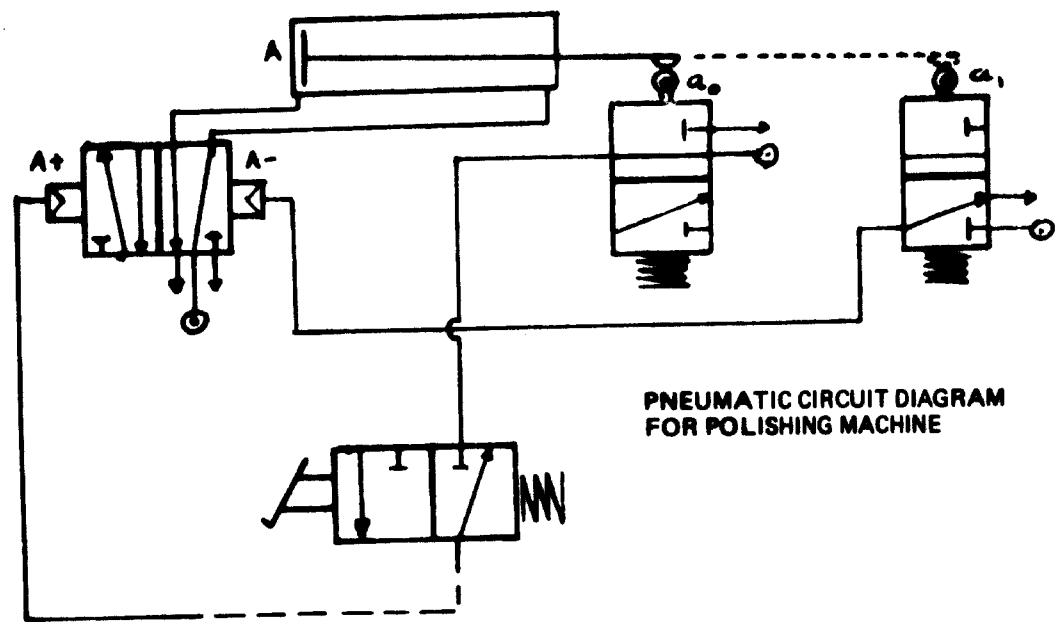 A
a₀
a₁
A+
A-
PNEUMATIC CIRCUIT DIAGRAM
FOR POLISHING MACHINE